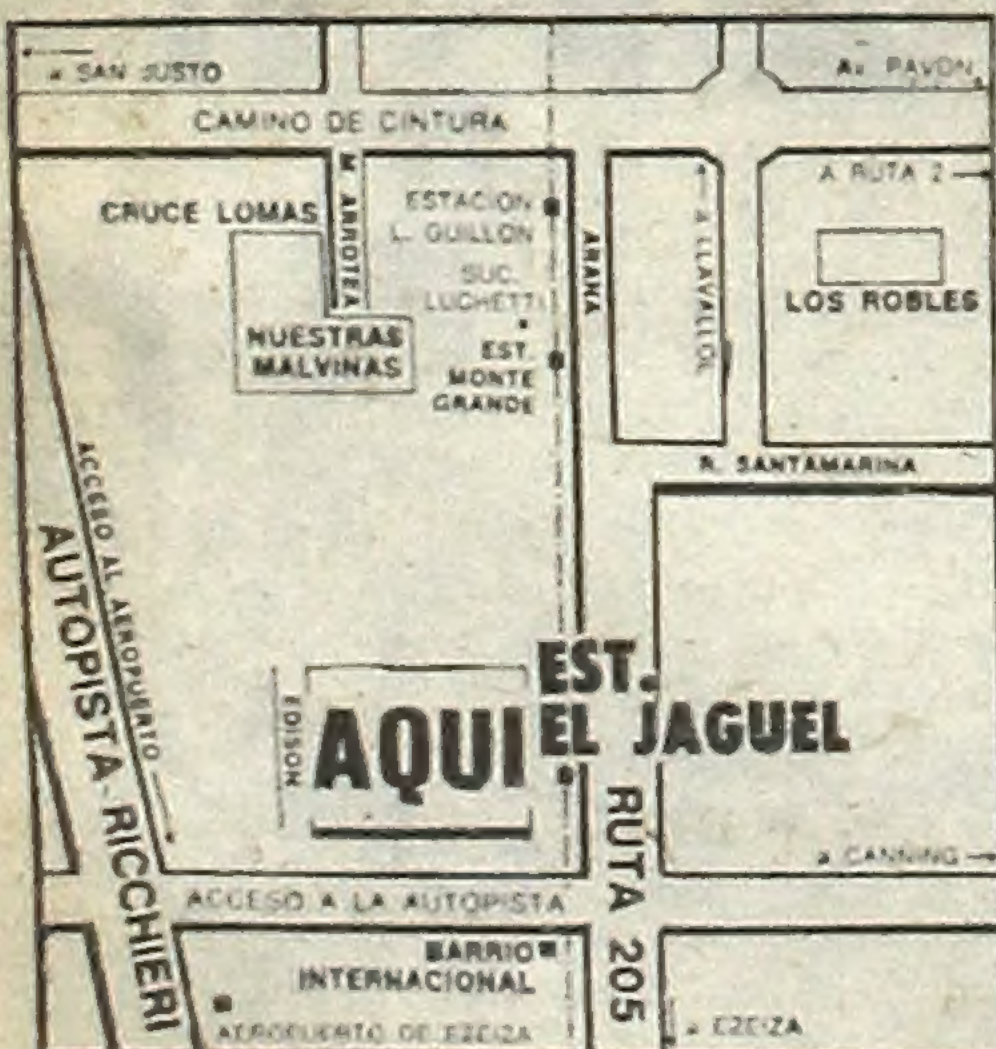 a SAN JUSTO
Av. PAVON
CAMINO DE CINTURA
A RUTA 2
CRUCE LOMAS
M. ARROTEA
ESTACION
L. GUILLON
SUC.
LUCHETTI
ARANA
A LLAVALLOL
LOS ROBLES
NUESTRAS
MALVINAS
EST.
MONTE
GRANDE
R. SANTAMARINA
ACCESO AL AEROPUERTO
AUTOPISTA RICCHIERI
EDISON
AQUI
EST.
EL JAGUEL
RUTA 205
a CANNING
ACCESO A LA AUTOPISTA
BARRIO
INTERNACIONAL
AEROPUERTO DE EZEIZA
a EZEIZA